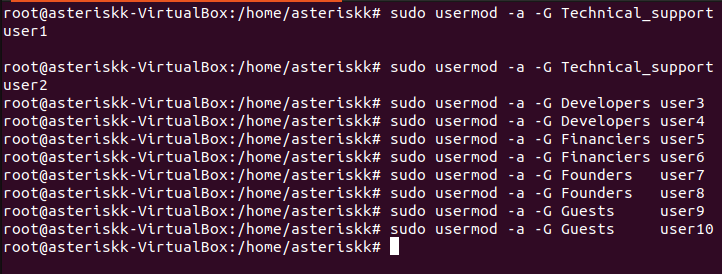 root@asteriskk-VirtualBox:/home/asteriskk# sudo usermod -a -G Technical_support
user1
root@asteriskk-VirtualBox:/home/asteriskk# sudo usermod -a -G Technical_support
user2
root@asteriskk-VirtualBox:/home/asteriskk# sudo usermod -a -G Developers user3
root@asteriskk-VirtualBox:/home/asteriskk# sudo usermod -a -G Developers user4
root@asteriskk-VirtualBox:/home/asteriskk# sudo usermod -a -G Financiers user5
root@asteriskk-VirtualBox:/home/asteriskk# sudo usermod -a -G Financiers user6
root@asteriskk-VirtualBox:/home/asteriskk# sudo usermod -a -G Founders   user7
root@asteriskk-VirtualBox:/home/asteriskk# sudo usermod -a -G Founders   user8
root@asteriskk-VirtualBox:/home/asteriskk# sudo usermod -a -G Guests     user9
root@asteriskk-VirtualBox:/home/asteriskk# sudo usermod -a -G Guests     user10
root@asteriskk-VirtualBox:/home/asteriskk#